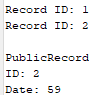 Record ID: 1
Record ID: 2
PublicRecord
ID: 2
Date: 59